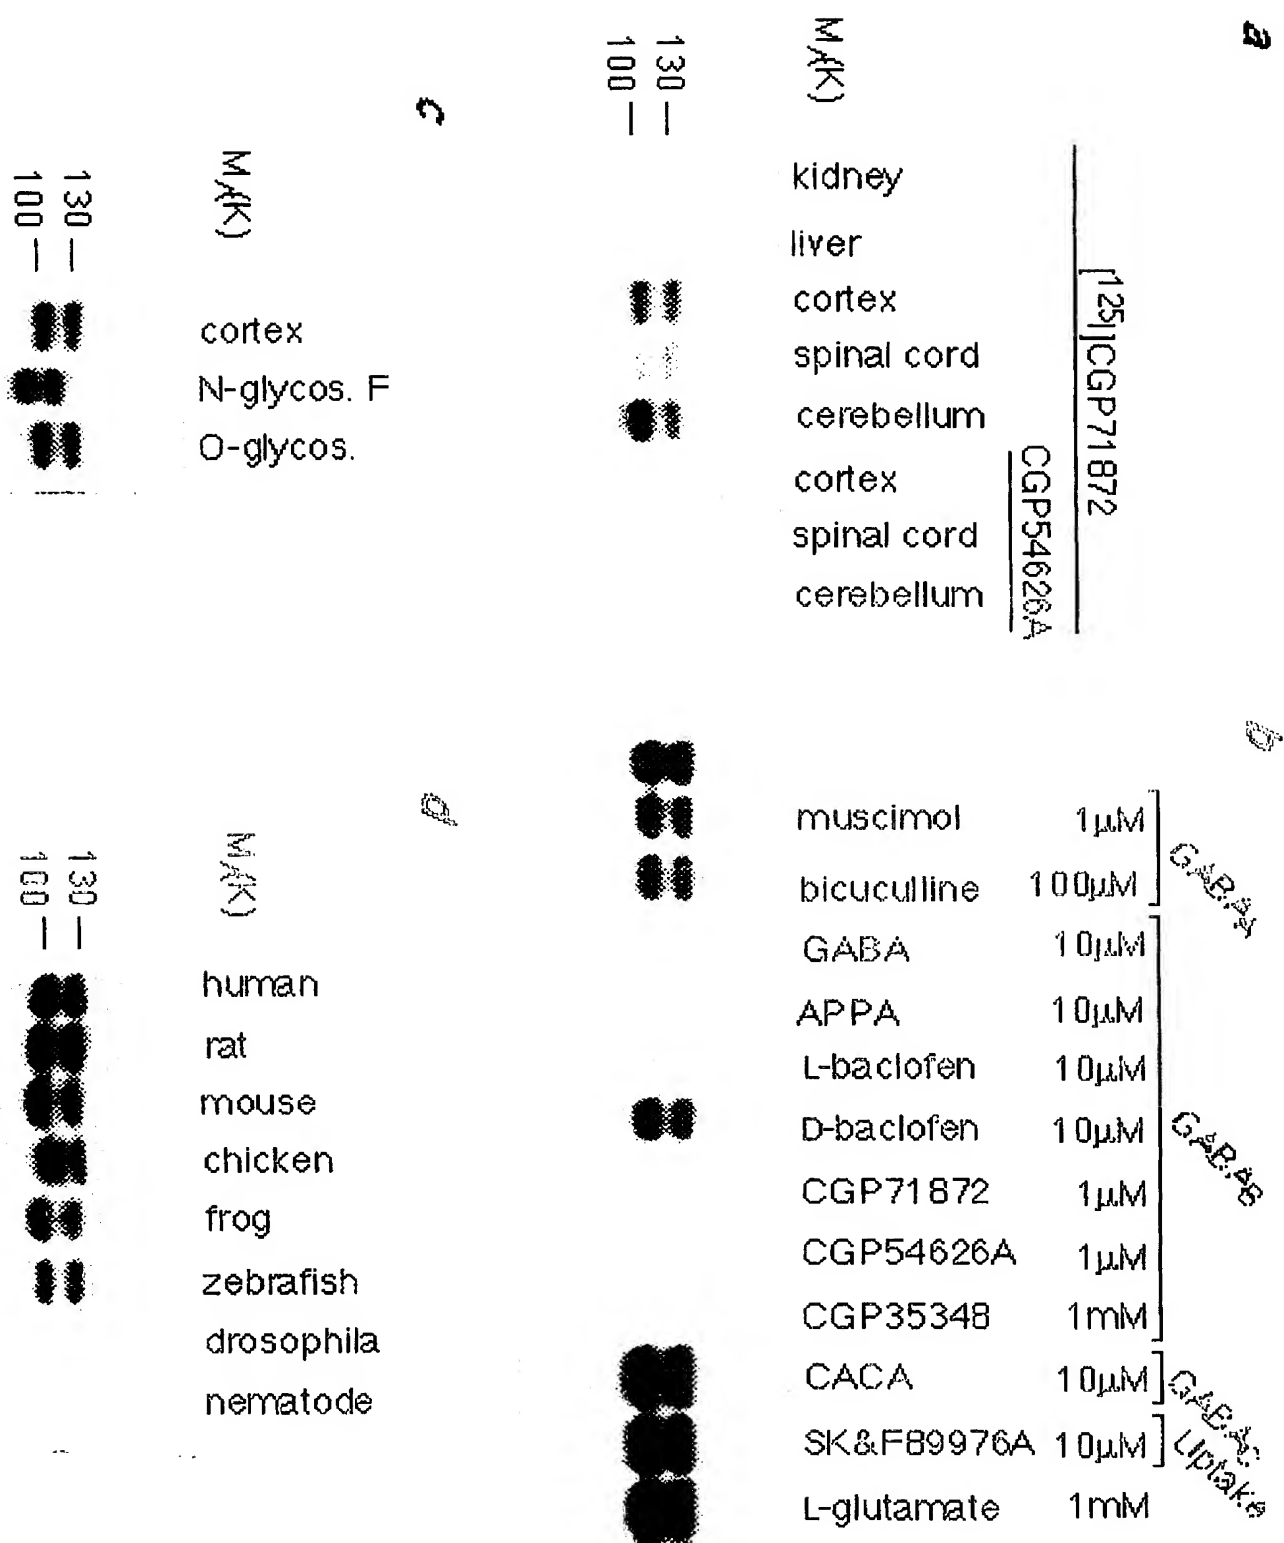 a
[125I]CGP71872
CGP54626A
Mr(K)
130 —
100 —
kidney
liver
cortex
spinal cord
cerebellum
cortex
spinal cord
cerebellum
b
muscimol 1μM
bicuculline 100μM
GABA 10μM
APPA 10μM
L-baclofen 10μM
D-baclofen 10μM
CGP71872 1μM
CGP54626A 1μM
CGP35348 1mM
CACA 10μM
SK&F89976A 10μM
L-glutamate 1mM
GABAA
GABAB
GABAC
Uptake
c
Mr(K)
130 —
100 —
cortex
N-glycos. F
O-glycos.
d
Mr(K)
130 —
100 —
human
rat
mouse
chicken
frog
zebrafish
drosophila
nematode